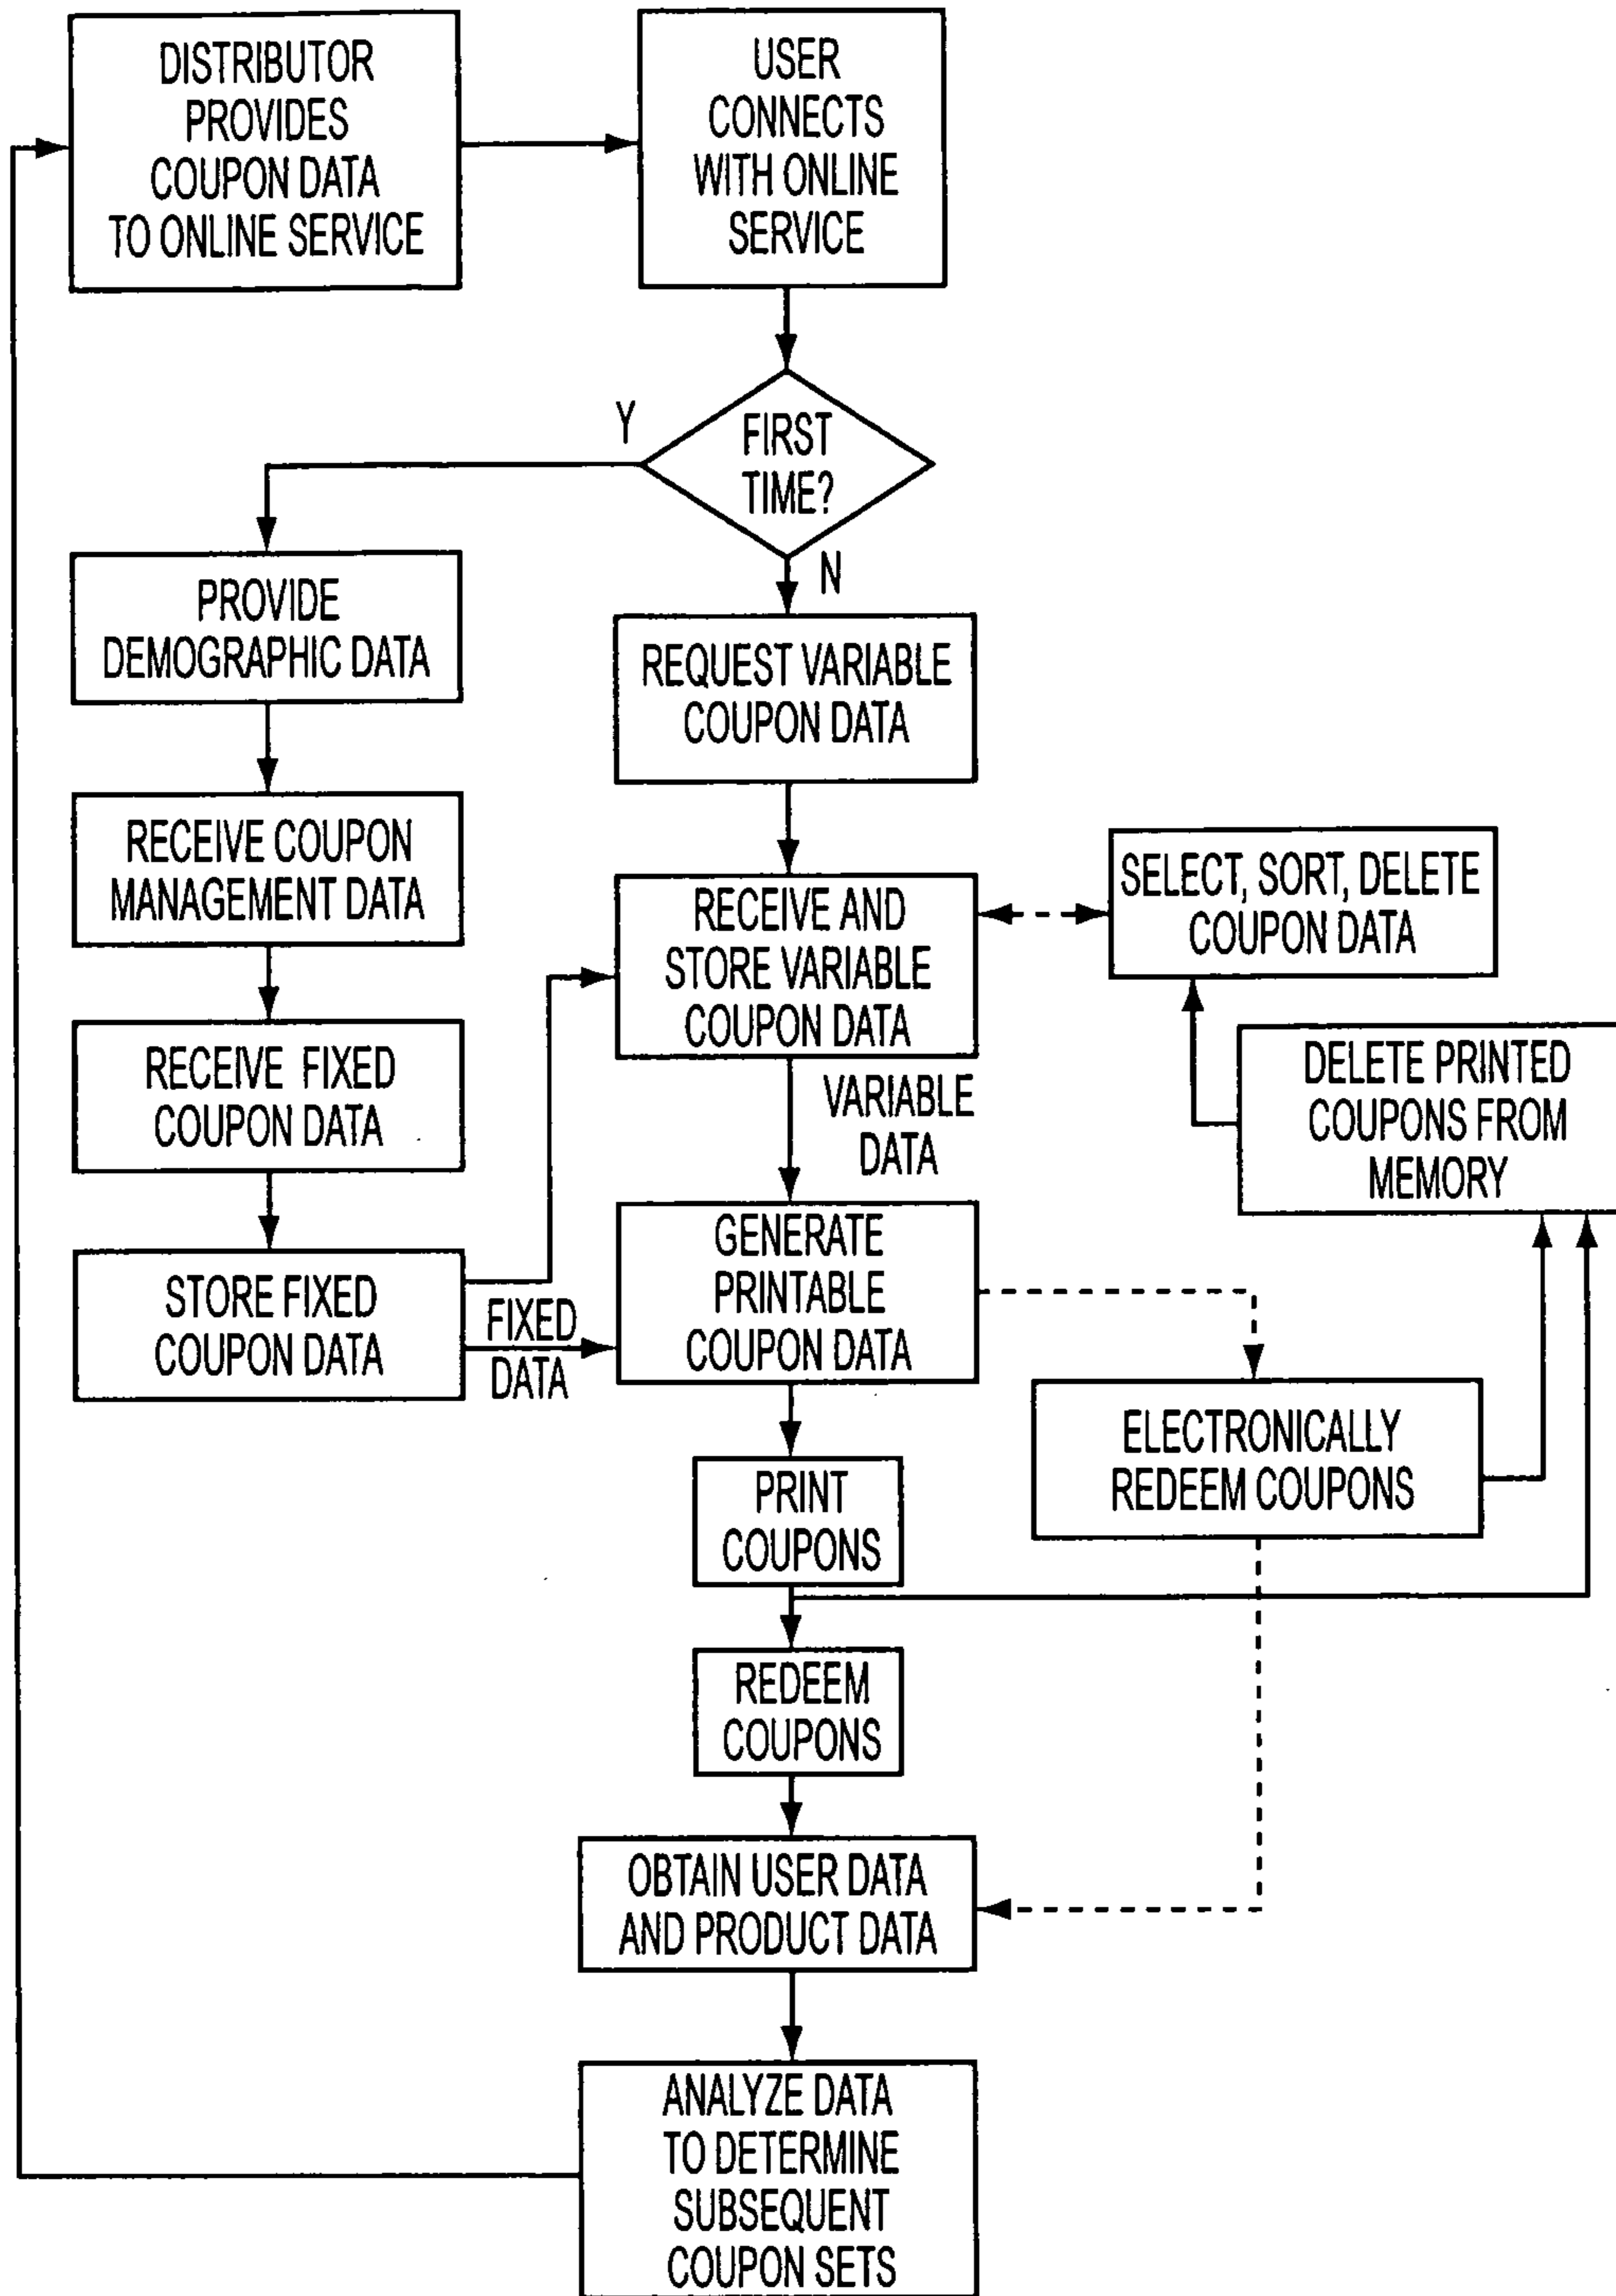 DISTRIBUTOR
PROVIDES
COUPON DATA
TO ONLINE SERVICE
USER
CONNECTS
WITH ONLINE
SERVICE
FIRST
TIME?
Y
N
PROVIDE
DEMOGRAPHIC DATA
REQUEST VARIABLE
COUPON DATA
RECEIVE COUPON
MANAGEMENT DATA
RECEIVE AND
STORE VARIABLE
COUPON DATA
SELECT, SORT, DELETE
COUPON DATA
RECEIVE FIXED
COUPON DATA
VARIABLE
DATA
DELETE PRINTED
COUPONS FROM
MEMORY
STORE FIXED
COUPON DATA
FIXED
DATA
GENERATE
PRINTABLE
COUPON DATA
ELECTRONICALLY
REDEEM COUPONS
PRINT
COUPONS
REDEEM
COUPONS
OBTAIN USER DATA
AND PRODUCT DATA
ANALYZE DATA
TO DETERMINE
SUBSEQUENT
COUPON SETS